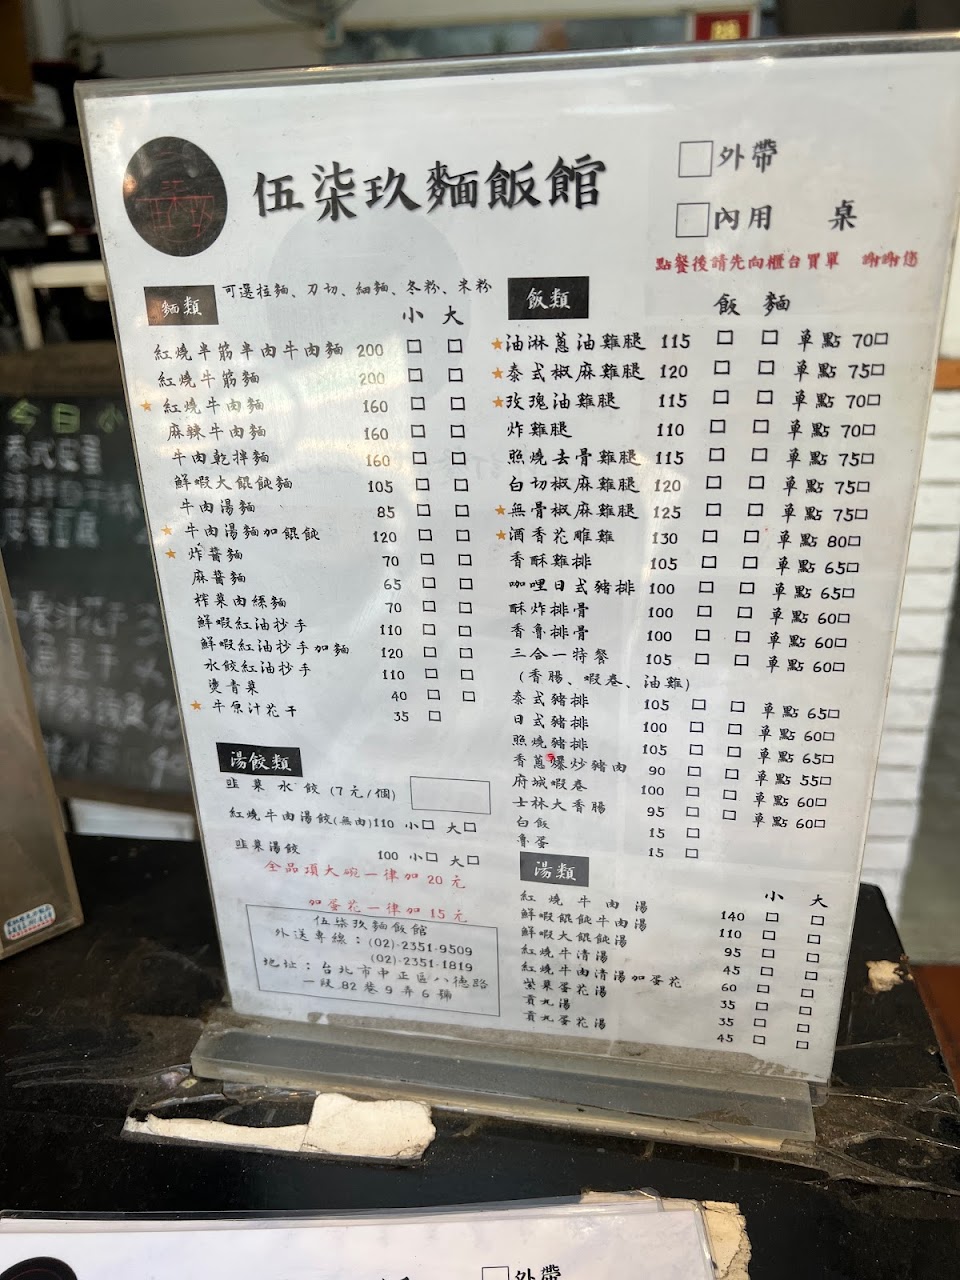 伍柒玖麵飯館
□外帶
□內用 桌
點餐後請先向櫃台買單 謝謝您
麵類 可選拉麵、刀切、細麵、冬粉、米粉
小 大
紅燒半筋半肉牛肉麵 200 □ □
紅燒牛筋麵 200 □ □
★ 紅燒牛肉麵 160 □ □
麻辣牛肉麵 160 □ □
牛肉乾拌麵 160 □ □
鮮蝦大餛飩麵 105 □ □
牛肉湯麵 85 □ □
★ 牛肉湯麵加餛飩 120 □ □
★ 炸醬麵 70 □ □
麻醬麵 65 □ □
榨菜肉絲麵 70 □ □
鮮蝦紅油抄手 110 □ □
鮮蝦紅油抄手加麵 120 □ □
水餃紅油抄手 110 □ □
燙青菜 40 □ □
★ 牛原汁花干 35 □
湯餃類
韭菜水餃 (7元/個)
紅燒牛肉湯餃(無肉)110 小□ 大□
韭菜湯餃 100 小□ 大□
全品項大碗一律加 20 元
加蛋花一律加 15 元
伍柒玖麵飯館
外送專線：(02)-2351-9509
(02)-2351-1819
地址：台北市中正區八德路
一段 82 巷 9 弄 6 號
飯類 飯 麵
★油淋蔥油雞腿 115 □ □ 單點 70□
★泰式椒麻雞腿 120 □ □ 單點 75□
★玫瑰油雞腿 115 □ □ 單點 70□
炸雞腿 110 □ □ 單點 70□
照燒去骨雞腿 115 □ □ 單點 75□
白切椒麻雞腿 120 □ □ 單點 75□
★無骨椒麻雞腿 125 □ □ 單點 75□
★酒香花雕雞 130 □ □ 單點 80□
香酥雞排 105 □ □ 單點 65□
咖哩日式豬排 100 □ □ 單點 65□
酥炸排骨 100 □ □ 單點 60□
香魯排骨 100 □ □ 單點 60□
三合一特餐 105 □ □ 單點 60□
(香腸、蝦卷、油雞)
泰式豬排 105 □ □ 單點 65□
日式豬排 100 □ □ 單點 60□
照燒豬排 105 □ □ 單點 65□
香蔥爆炒豬肉 90 □ □ 單點 55□
府城蝦卷 100 □ □ 單點 60□
士林大香腸 95 □ □ 單點 60□
白飯 15 □
魯蛋 15 □
湯類 小 大
紅燒牛肉湯 140 □ □
鮮蝦餛飩牛肉湯 110 □ □
鮮蝦大餛飩湯 95 □ □
紅燒牛清湯 45 □ □
紅燒牛肉清湯加蛋花 60 □ □
紫菜蛋花湯 35 □ □
貢丸湯 35 □ □
貢丸蛋花湯 45 □ □
今日小
泰式皮蛋
□外帶